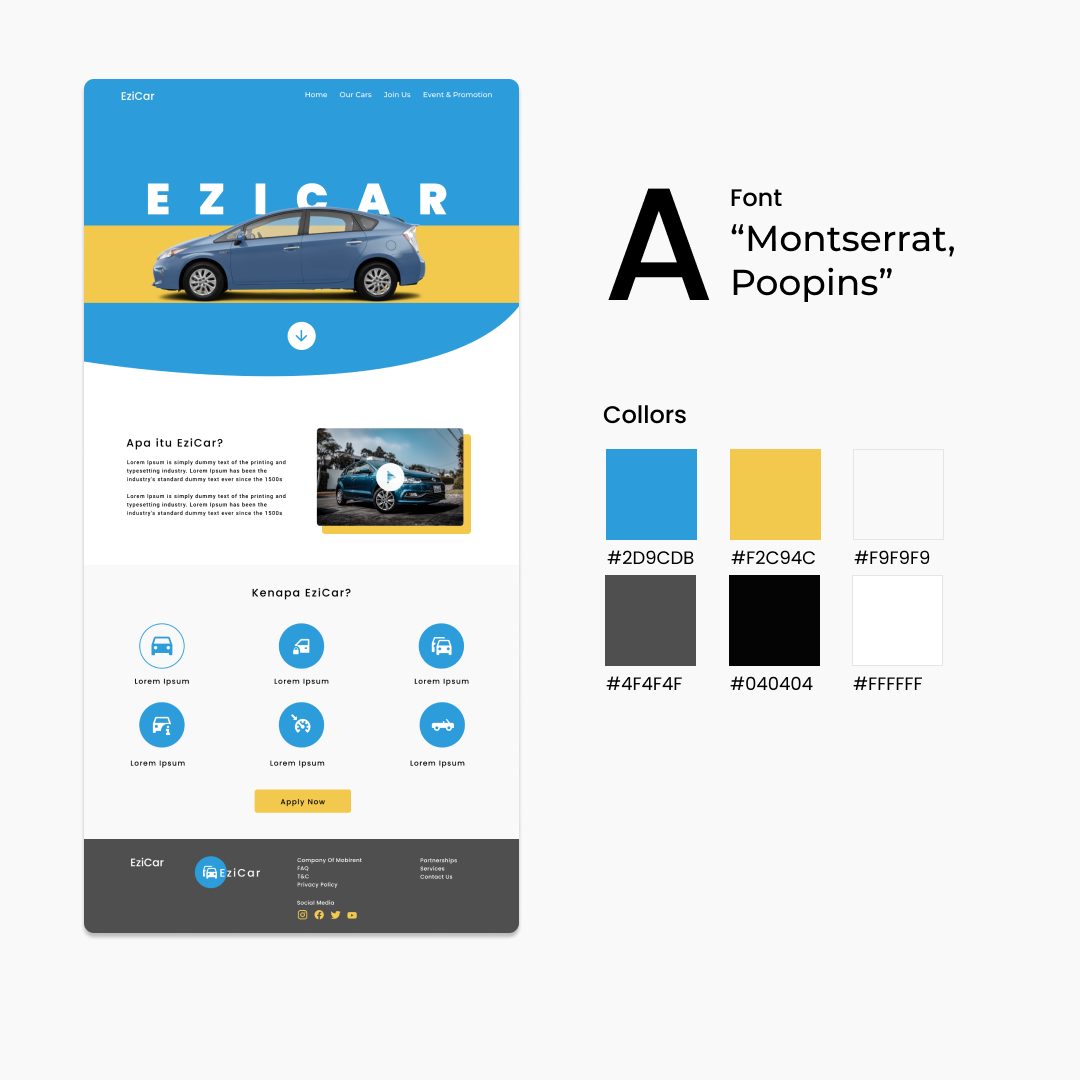 EziCar
Home Our Cars Join Us Event & Promotion
EZICAR
Apa itu EziCar?
Lorem Ipsum is simply dummy text of the printing and
typesetting industry. Lorem Ipsum has been the
industry's standard dummy text ever since the 1500s
Lorem Ipsum is simply dummy text of the printing and
typesetting industry. Lorem Ipsum has been the
industry's standard dummy text ever since the 1500s
Kenapa EziCar?
Lorem Ipsum
Lorem Ipsum
Lorem Ipsum
Lorem Ipsum
Lorem Ipsum
Lorem Ipsum
Apply Now
EziCar
EziCar
Company Of Mobirent
FAQ
T&C
Privacy Policy
Social Media
Partnerships
Services
Contact Us
A
Font
“Montserrat,
Poopins”
Collors
#2D9CDB
#F2C94C
#F9F9F9
#4F4F4F
#040404
#FFFFFF